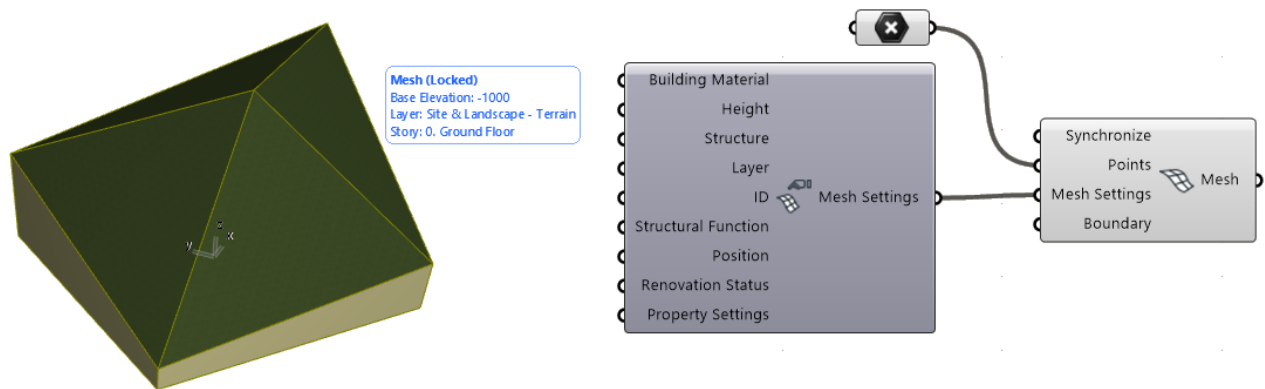 Mesh (Locked)
Base Elevation: -1000
Layer: Site & Landscape - Terrain
Story: 0. Ground Floor
z
y
x
Building Material
Height
Structure
Layer
ID
Structural Function
Position
Renovation Status
Property Settings
Mesh Settings
Synchronize
Points
Mesh Settings
Boundary
Mesh